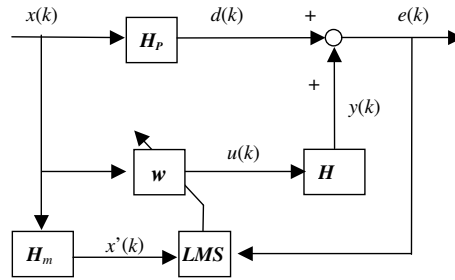 x(k) d(k) + e(k)
H_P
+
y(k)
w u(k) H
H_m x'(k) LMS